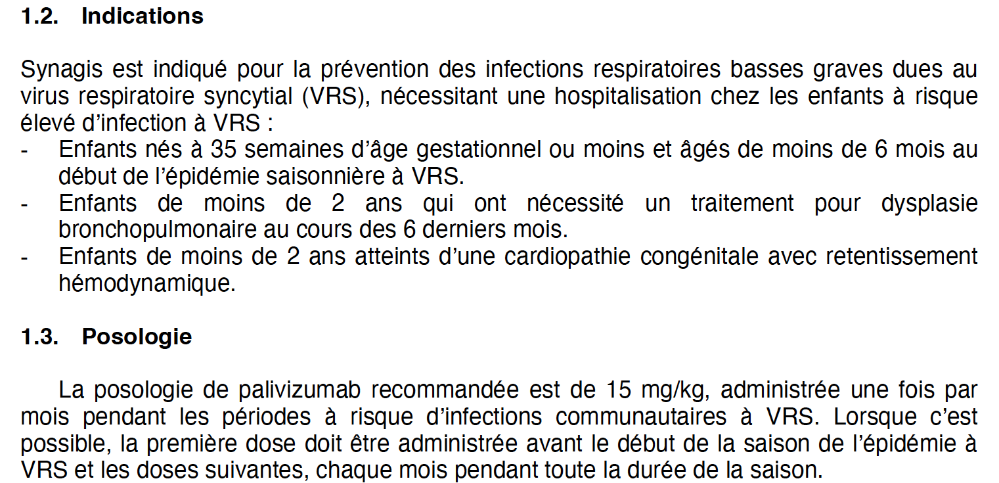 1.2. Indications
Synagis est indiqué pour la prévention des infections respiratoires basses graves dues au
virus respiratoire syncytial (VRS), nécessitant une hospitalisation chez les enfants à risque
élevé d’infection à VRS :
- Enfants nés à 35 semaines d’âge gestationnel ou moins et âgés de moins de 6 mois au
début de l’épidémie saisonnière à VRS.
- Enfants de moins de 2 ans qui ont nécessité un traitement pour dysplasie
bronchopulmonaire au cours des 6 derniers mois.
- Enfants de moins de 2 ans atteints d’une cardiopathie congénitale avec retentissement
hémodynamique.
1.3. Posologie
La posologie de palivizumab recommandée est de 15 mg/kg, administrée une fois par
mois pendant les périodes à risque d’infections communautaires à VRS. Lorsque c’est
possible, la première dose doit être administrée avant le début de la saison de l’épidémie à
VRS et les doses suivantes, chaque mois pendant toute la durée de la saison.